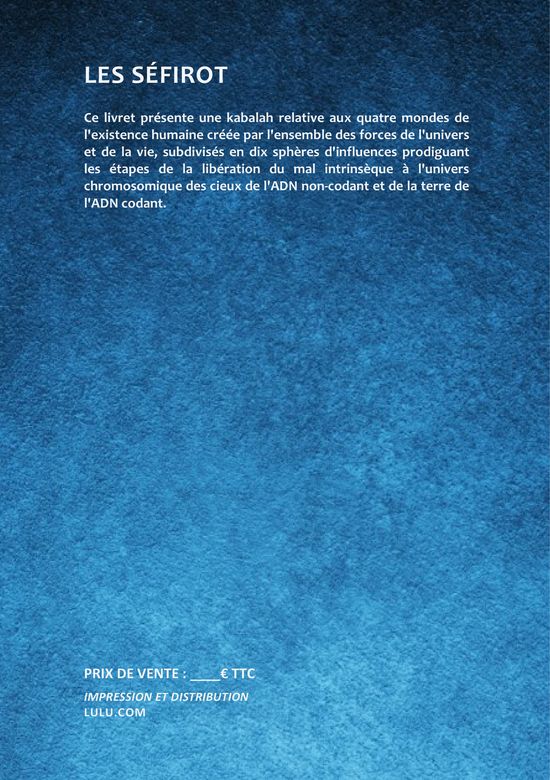 LES SÉFIROT
Ce livret présente une kabalah relative aux quatre mondes de
l'existence humaine créée par l'ensemble des forces de l'univers
et de la vie, subdivisés en dix sphères d'influences prodiguant
les étapes de la libération du mal intrinsèque à l'univers
chromosomique des cieux de l'ADN non-codant et de la terre de
l'ADN codant.
PRIX DE VENTE : ____€ TTC
IMPRESSION ET DISTRIBUTION
LULU.COM